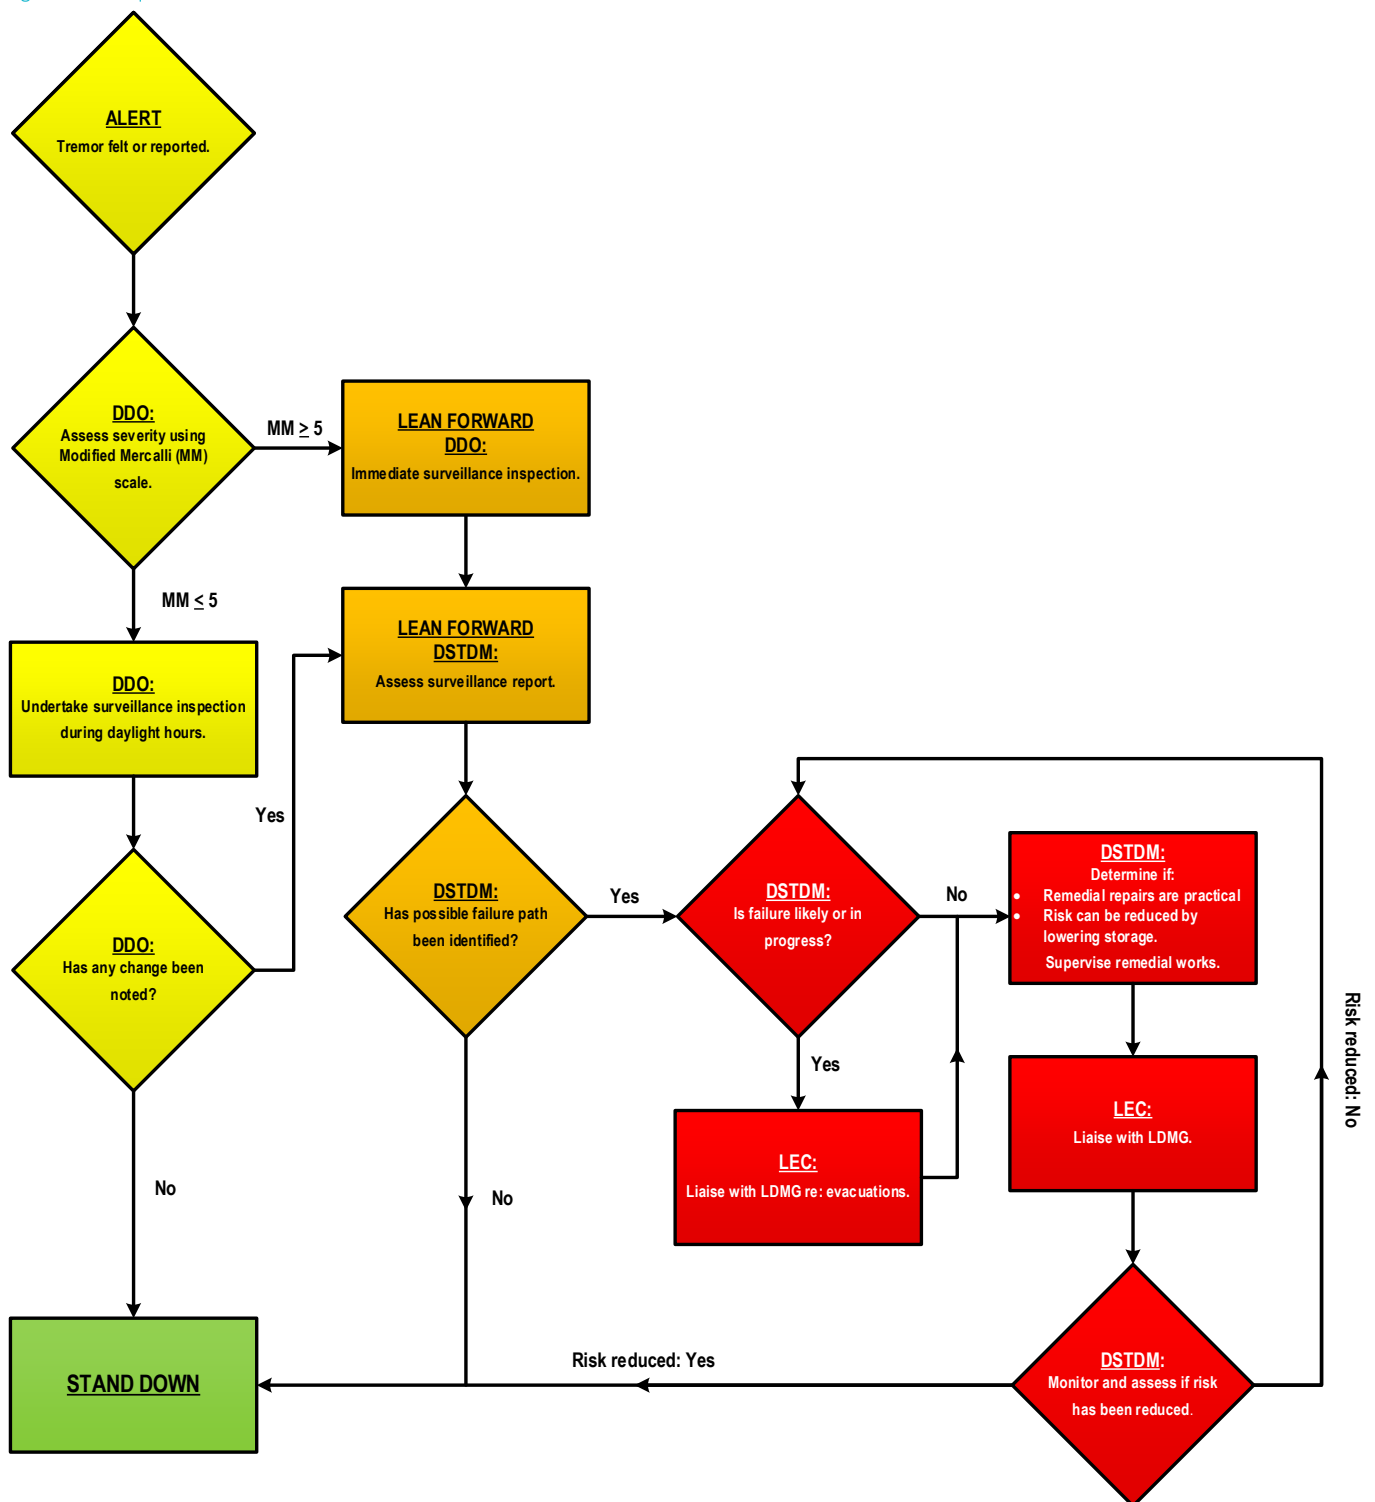 ALERT
Tremor felt or reported.
DDO:
Assess severity using
Modified Mercalli (MM)
scale.
MM ≥ 5
LEAN FORWARD
DDO:
Immediate surveillance inspection.
MM ≤ 5
LEAN FORWARD
DSTDM:
Assess surveillance report.
DDO:
Undertake surveillance inspection
during daylight hours.
Yes
DDO:
Has any change been
noted?
No
DSTDM:
Has possible failure path
been identified?
Yes
No
DSTDM:
Is failure likely or in
progress?
No
Yes
DSTDM:
Determine if:
• Remedial repairs are practical
• Risk can be reduced by
lowering storage.
Supervise remedial works.
LEC:
Liaise with LDMG re: evacuations.
LEC:
Liaise with LDMG.
Risk reduced: No
DSTDM:
Monitor and assess if risk
has been reduced.
Risk reduced: Yes
STAND DOWN